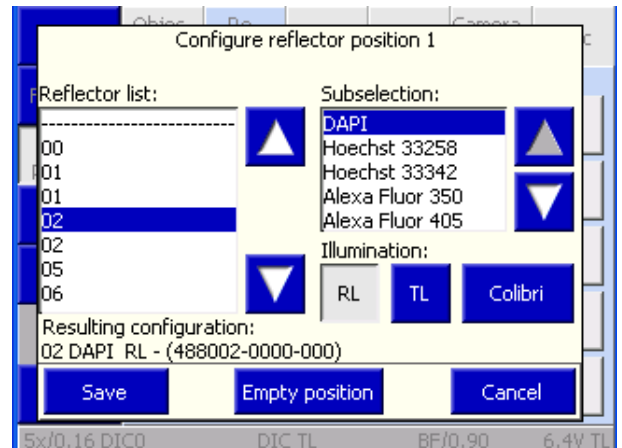 Objec Camera
Configure reflector position 1
Reflector list:
--------------------
00
01
01
02
02
05
06
Subselection:
DAPI
Hoechst 33258
Hoechst 33342
Alexa Fluor 350
Alexa Fluor 405
Illumination:
RL TL Colibri
Resulting configuration:
02 DAPI RL - (488002-0000-000)
Save Empty position Cancel
5x/0.16 DIC0 DIC TL BF/0.90 6.4V TL